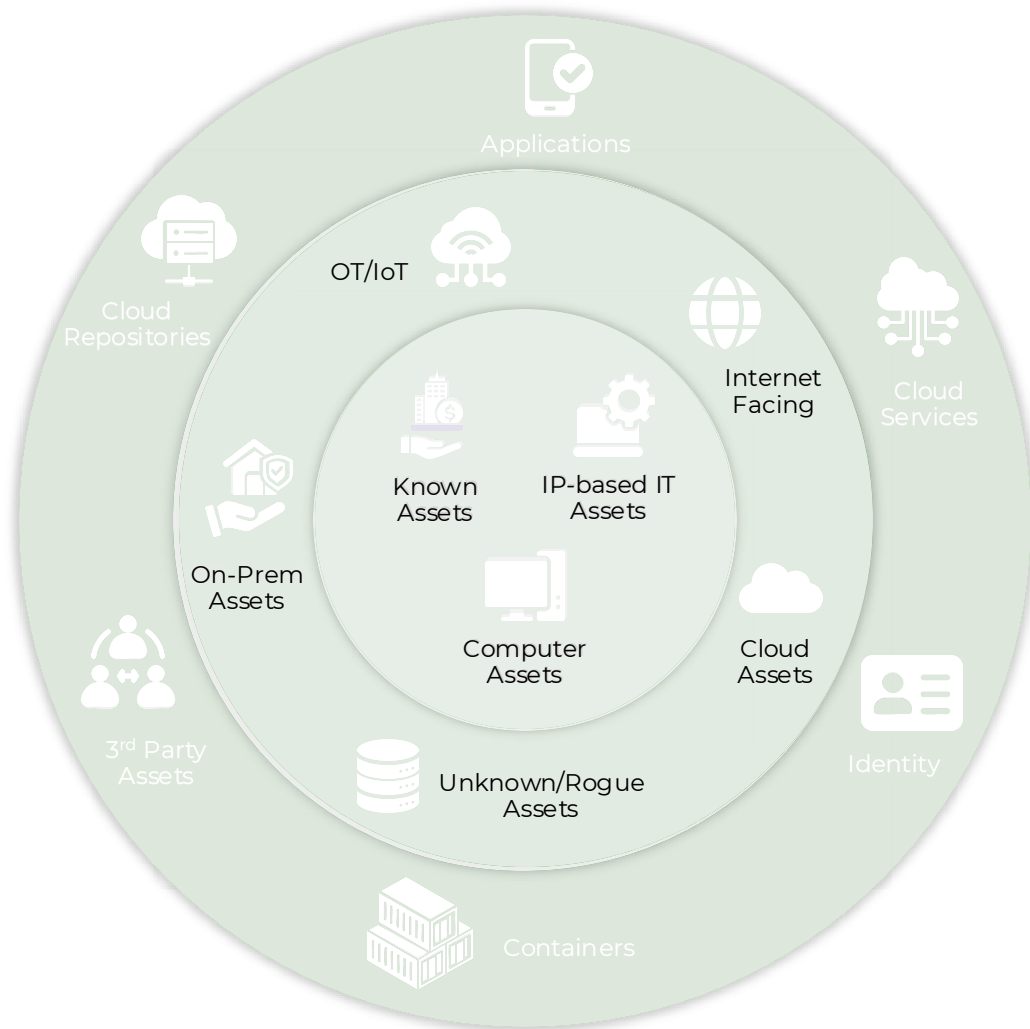 Applications
OT/IoT
Cloud
Repositories
Internet
Facing
Cloud
Services
Known
Assets
IP-based IT
Assets
On-Prem
Assets
Computer
Assets
Cloud
Assets
3rd Party
Assets
Identity
Unknown/Rogue
Assets
Containers